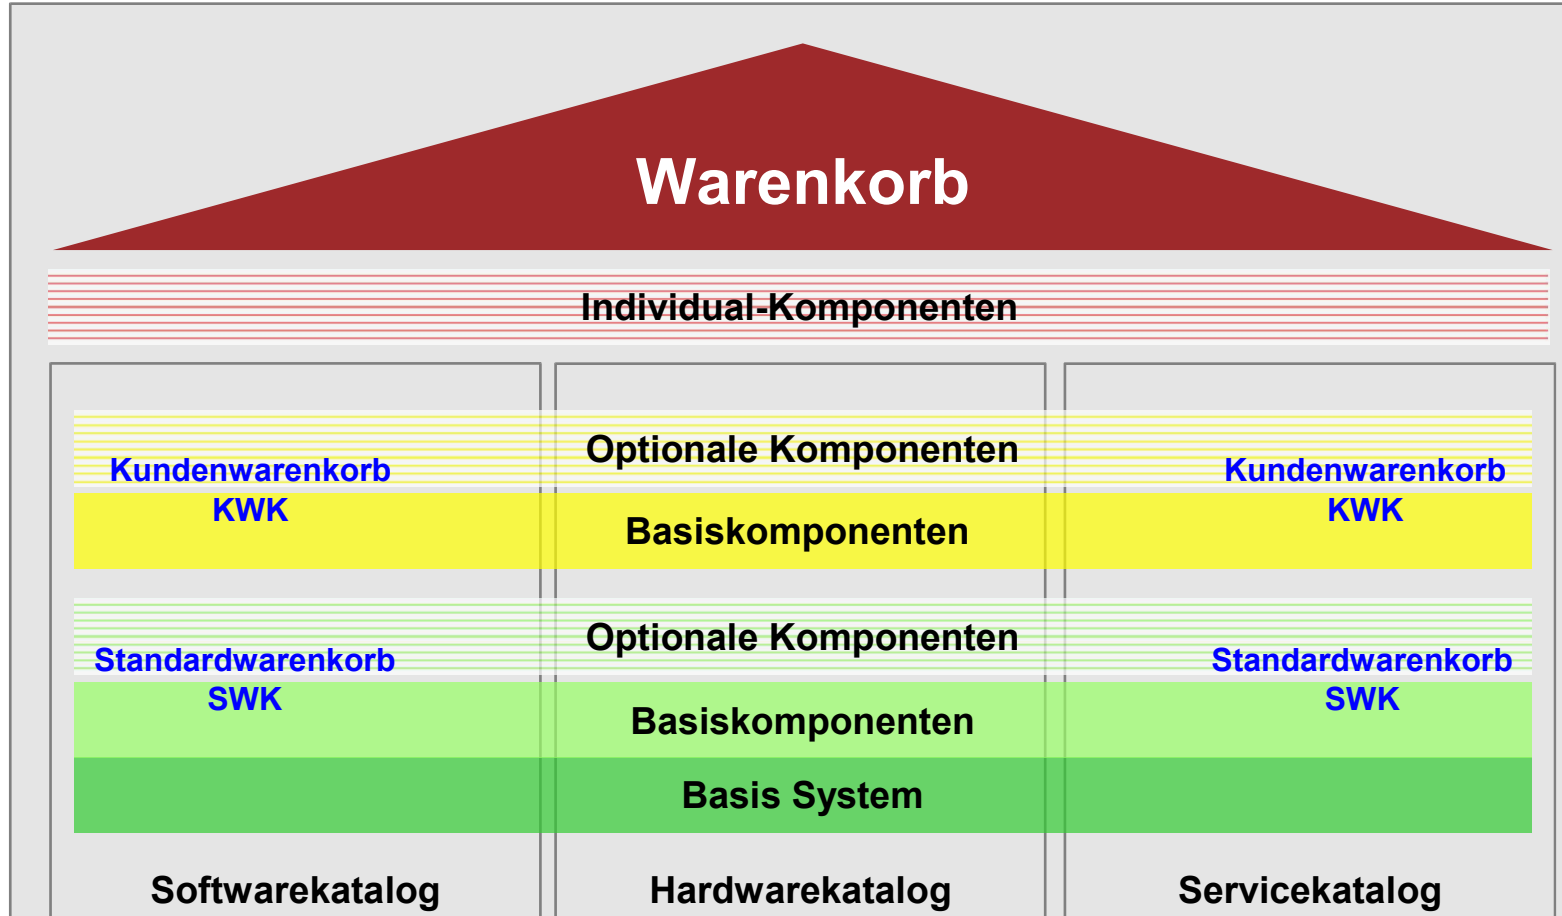 Warenkorb
Individual-Komponenten
Optionale Komponenten
Kundenwarenkorb
KWK
Kundenwarenkorb
KWK
Basiskomponenten
Optionale Komponenten
Standardwarenkorb
SWK
Standardwarenkorb
SWK
Basiskomponenten
Basis System
Softwarekatalog
Hardwarekatalog
Servicekatalog